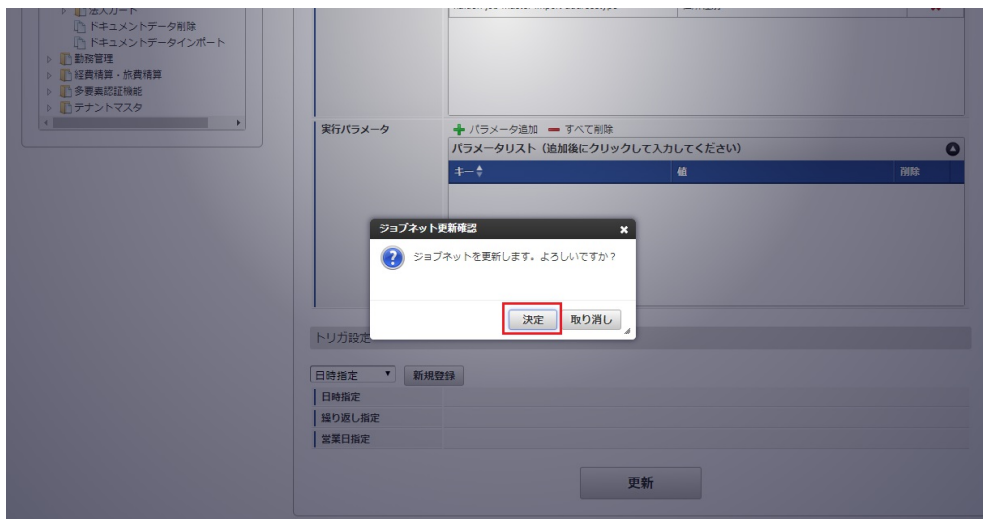 法人カード
ドキュメントデータ削除
ドキュメントデータインポート
勤務管理
経費積算・旅費積算
多要素認証機能
テナントマスタ
実行パラメータ
パラメータ追加 すべて削除
パラメータリスト（追加後にクリックして入力してください）
キー 値 削除
ジョブネット更新確認
ジョブネットを更新します。よろしいですか？
決定 取り消し
トリガ設定
日時指定 新規登録
日時指定
繰り返し指定
営業日指定
更新